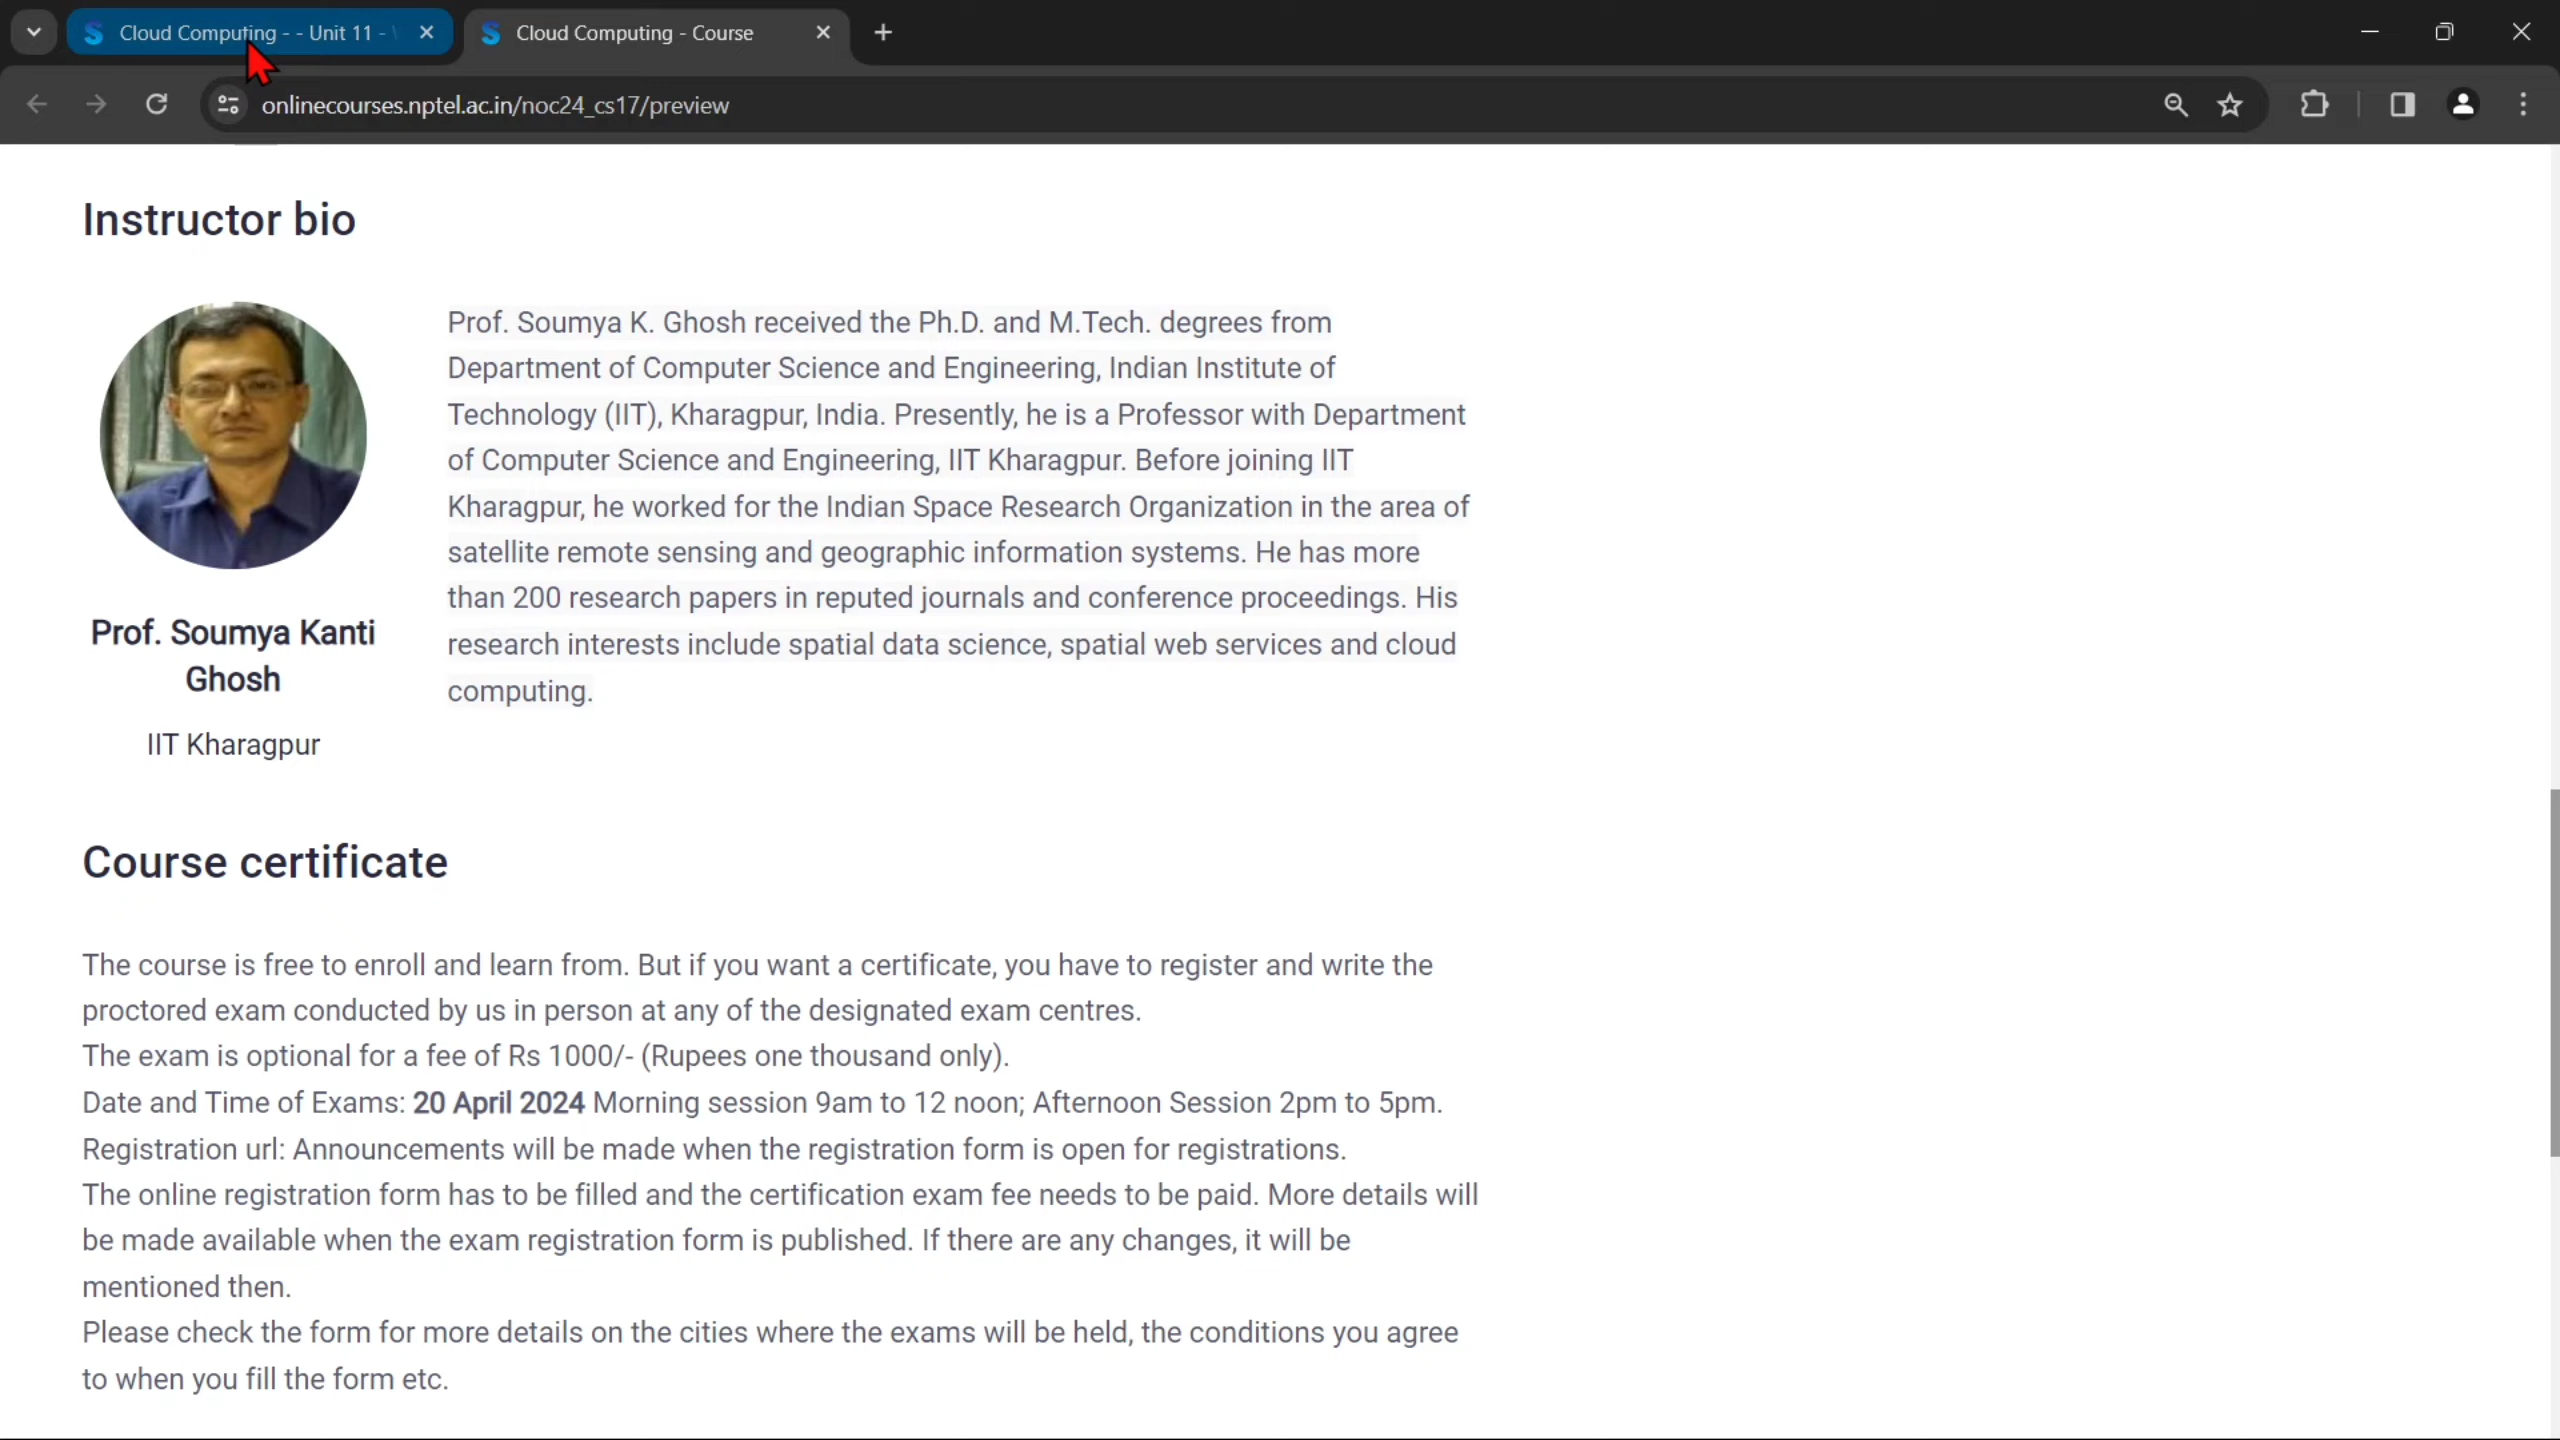 Cloud Computing - - Unit 11 -
Cloud Computing - Course
onlinecourses.nptel.ac.in/noc24_cs17/preview
Instructor bio
Prof. Soumya K. Ghosh received the Ph.D. and M.Tech. degrees from
Department of Computer Science and Engineering, Indian Institute of
Technology (IIT), Kharagpur, India. Presently, he is a Professor with Department
of Computer Science and Engineering, IIT Kharagpur. Before joining IIT
Kharagpur, he worked for the Indian Space Research Organization in the area of
satellite remote sensing and geographic information systems. He has more
than 200 research papers in reputed journals and conference proceedings. His
research interests include spatial data science, spatial web services and cloud
computing.
Prof. Soumya Kanti
Ghosh
IIT Kharagpur
Course certificate
The course is free to enroll and learn from. But if you want a certificate, you have to register and write the
proctored exam conducted by us in person at any of the designated exam centres.
The exam is optional for a fee of Rs 1000/- (Rupees one thousand only).
Date and Time of Exams: 20 April 2024 Morning session 9am to 12 noon; Afternoon Session 2pm to 5pm.
Registration url: Announcements will be made when the registration form is open for registrations.
The online registration form has to be filled and the certification exam fee needs to be paid. More details will
be made available when the exam registration form is published. If there are any changes, it will be
mentioned then.
Please check the form for more details on the cities where the exams will be held, the conditions you agree
to when you fill the form etc.